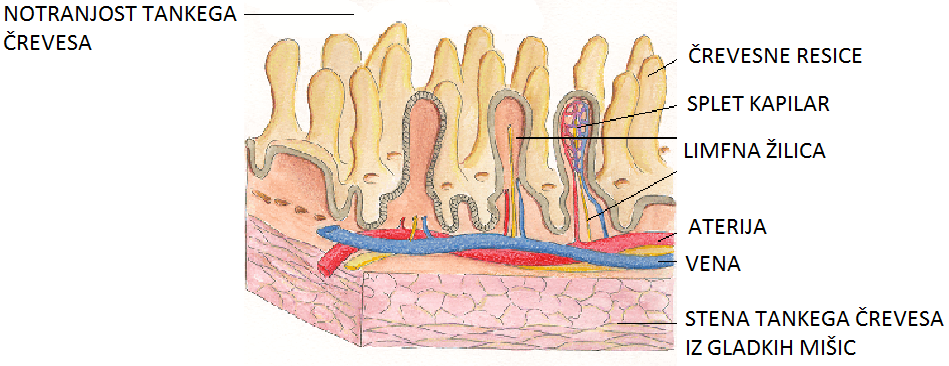 NOTRANJOST TANKEGA
ČREVESA
ČREVESNE RESICE
SPLET KAPILAR
LIMFNA ŽILICA
ATERIJA
VENA
STENA TANKEGA ČREVESA
IZ GLADKIH MIŠIC